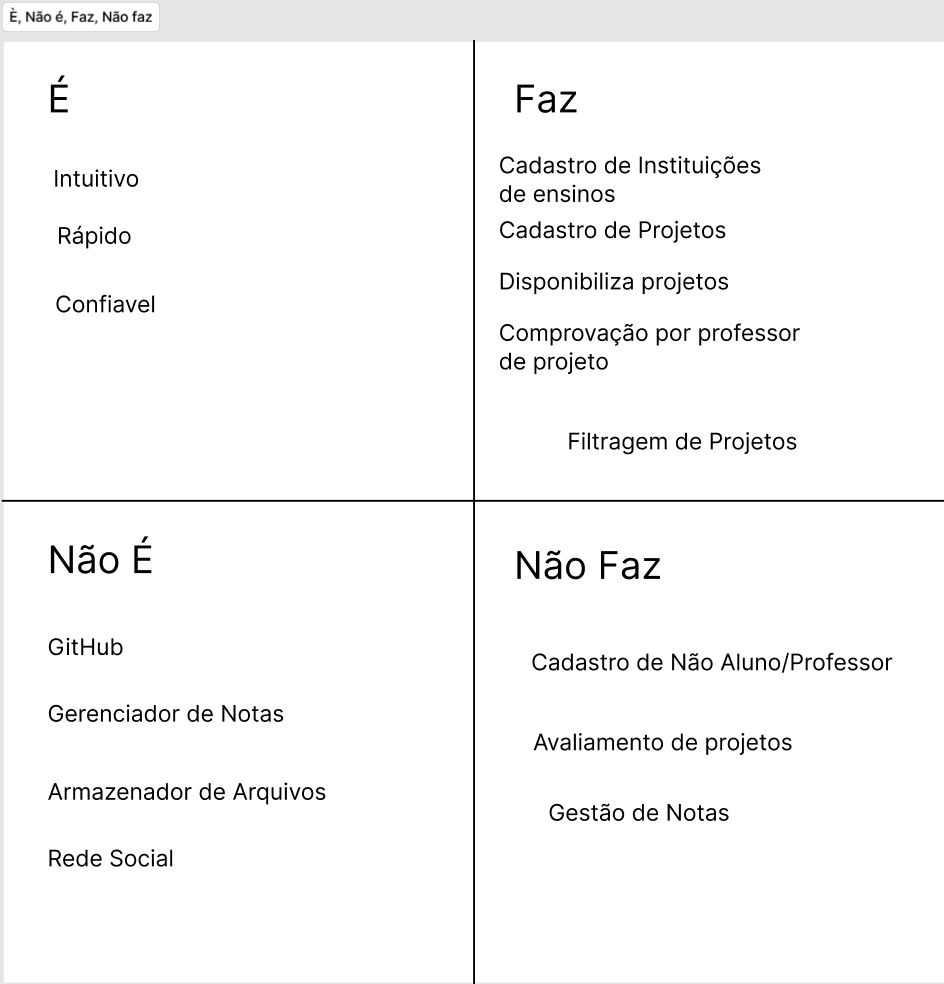 È, Não é, Faz, Não faz
É
Intuitivo
Rápido
Confiavel
Faz
Cadastro de Instituições
de ensinos
Cadastro de Projetos
Disponibiliza projetos
Comprovação por professor
de projeto
Filtragem de Projetos
Não É
GitHub
Gerenciador de Notas
Armazenador de Arquivos
Rede Social
Não Faz
Cadastro de Não Aluno/Professor
Avaliamento de projetos
Gestão de Notas